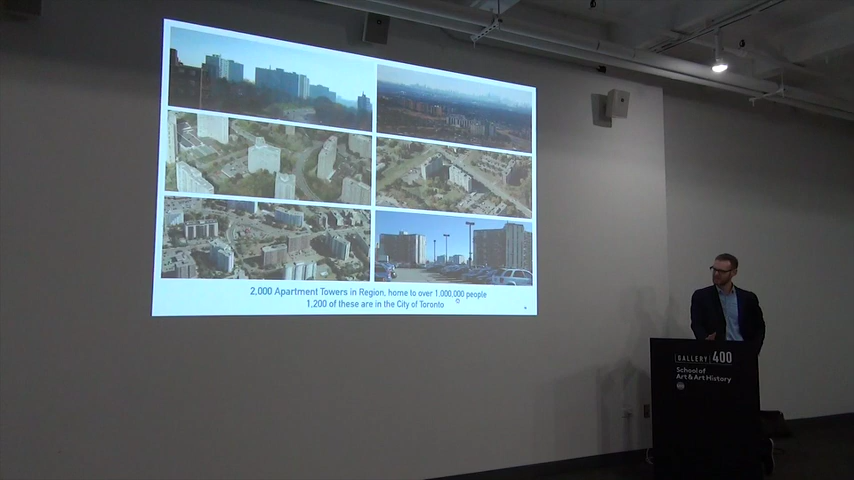 2,000 Apartment Towers in Region, home to over 1,000,000 people
1,200 of these are in the City of Toronto
GALLERY 400
School of
Art & Art History